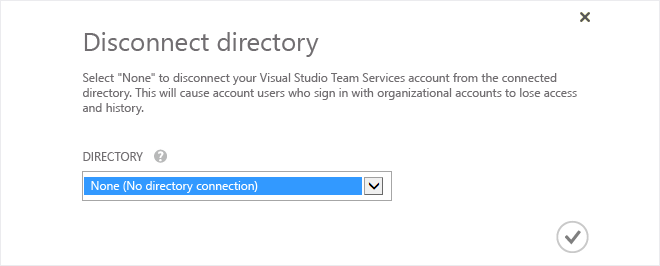 Disconnect directory
Select "None" to disconnect your Visual Studio Team Services account from the connected
directory. This will cause account users who sign in with organizational accounts to lose access
and history.
DIRECTORY ?
None (No directory connection)